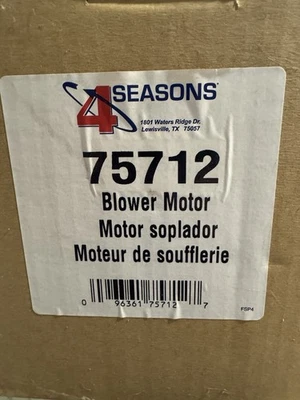 4 SEASONS®
1801 Waters Ridge Dr.
Lewisville, TX 75057
75712
Blower Motor
Motor soplador
Moteur de soufflerie
0 96361 75712 7
FSP4